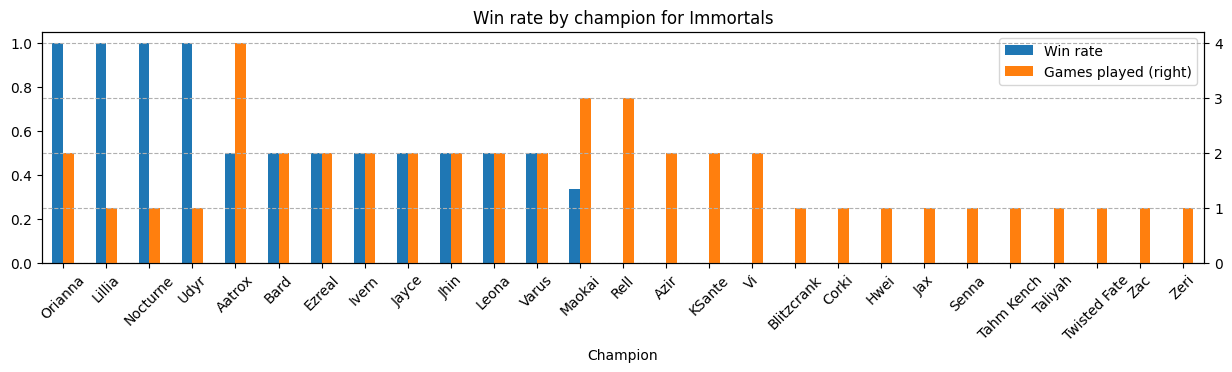 Win rate by champion for Immortals
Win rate
Games played (right)
1.0
0.8
0.6
0.4
0.2
0.0
4
3
2
1
0
Orianna
Lillia
Nocturne
Udyr
Aatrox
Bard
Ezreal
Ivern
Jayce
Jhin
Leona
Varus
Maokai
Rell
Azir
KSante
Vi
Blitzcrank
Corki
Hwei
Jax
Senna
Tahm Kench
Taliyah
Twisted Fate
Zac
Zeri
Champion